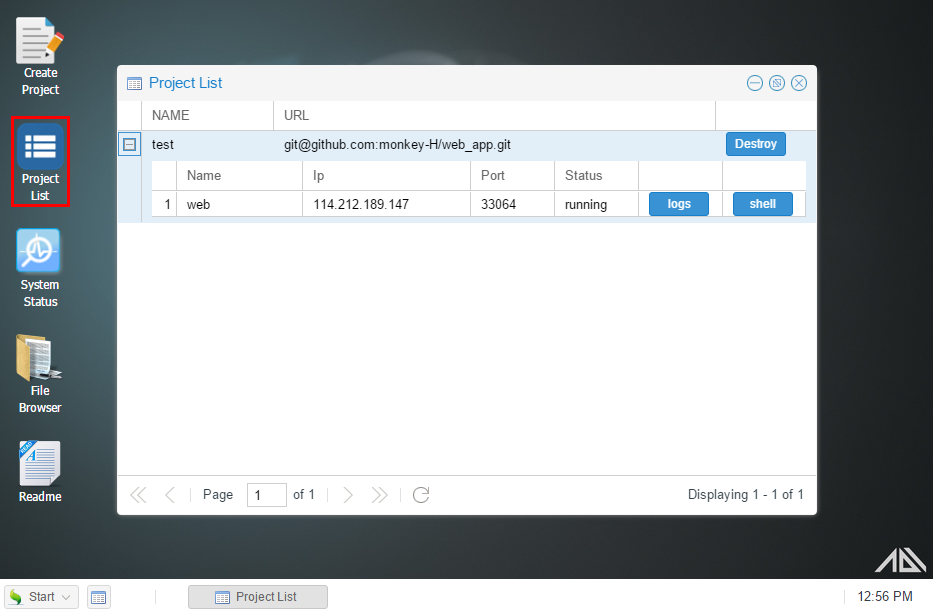 Create
Project
Project
List
System
Status
File
Browser
READ
Readme
Project List
NAME URL
test git@github.com:monkey-H/web_app.git Destroy
Name Ip Port Status
1 web 114.212.189.147 33064 running logs shell
Page 1 of 1 Displaying 1 - 1 of 1
Start Project List 12:56 PM